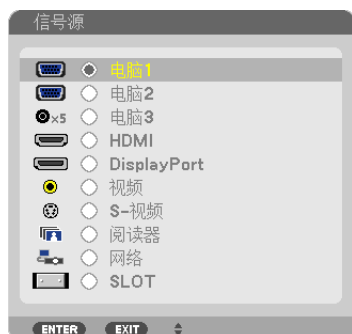 信号源
电脑1
电脑2
×5 电脑3
HDMI
DisplayPort
视频
S-视频
阅读器
网络
SLOT
ENTER EXIT